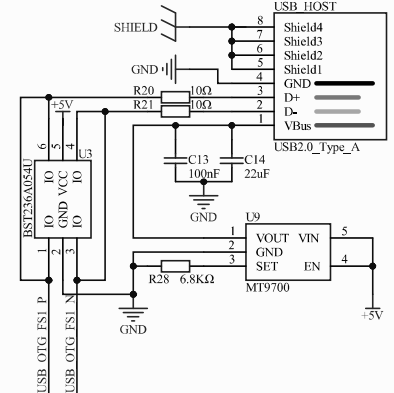 USB_HOST
SHIELD
8 Shield4
7 Shield3
6 Shield2
5 Shield1
GND
4 GND
R20 10Ω 3 D+
R21 10Ω 2 D-
1 VBus
USB2.0_Type_A
+5V
6 5 4
U3
IO VCC IO
IO GND IO
BST236A054U
1 2 3
C13
100nF
C14
22uF
GND
U9
1 VOUT VIN 5
2 GND
3 SET EN 4
MT9700
R28 6.8KΩ
GND
+5V
USB_OTG_FS1_P
USB_OTG_FS1_N